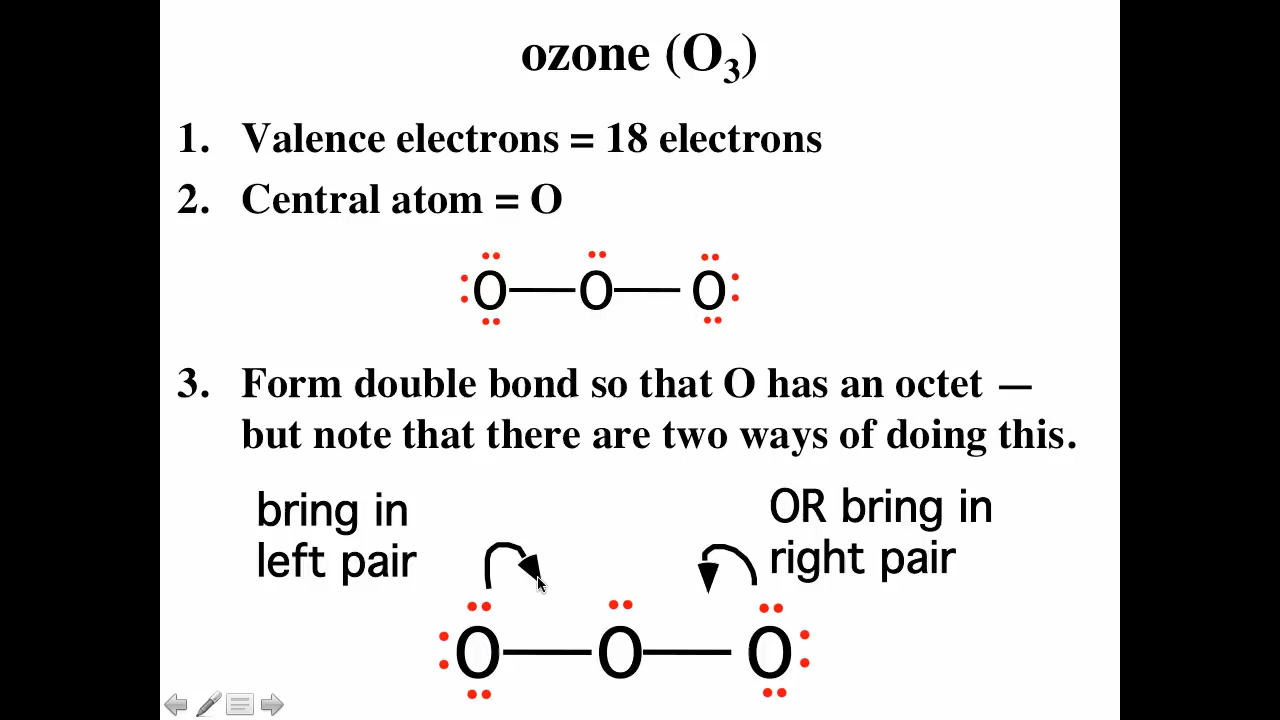 ozone (O₃)
1. Valence electrons = 18 electrons
2. Central atom = O
O—O—O
3. Form double bond so that O has an octet —
but note that there are two ways of doing this.
bring in
left pair
OR bring in
right pair
O—O—O